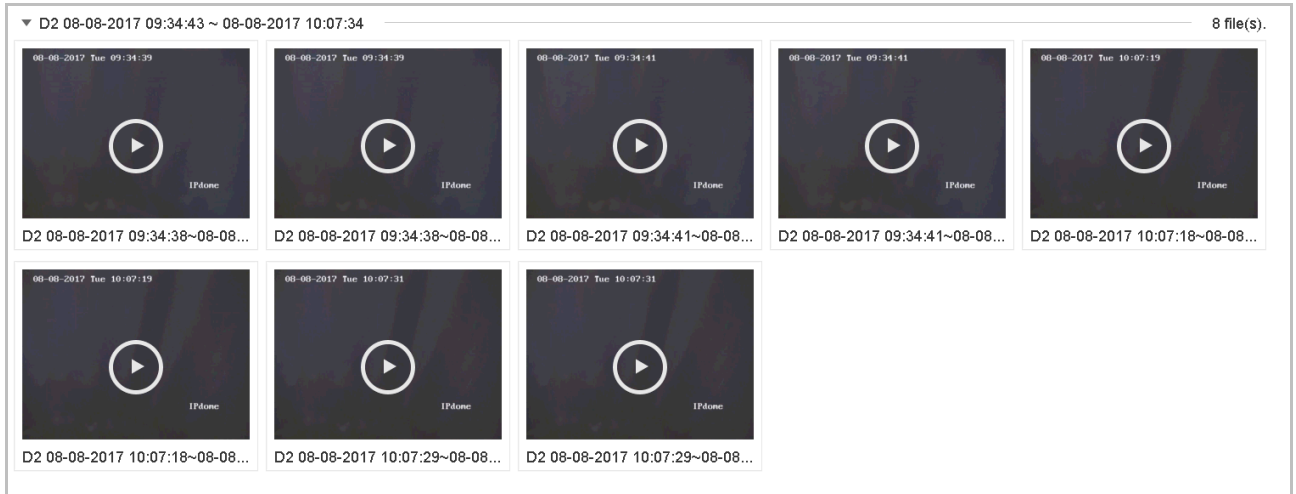 D2 08-08-2017 09:34:43 ~ 08-08-2017 10:07:34 8 file(s).
08-08-2017 Tue 09:34:39 08-08-2017 Tue 09:34:39 08-08-2017 Tue 09:34:41 08-08-2017 Tue 09:34:41 08-08-2017 Tue 10:07:19
IPdome IPdome IPdome IPdome IPdome
D2 08-08-2017 09:34:38~08-08... D2 08-08-2017 09:34:38~08-08... D2 08-08-2017 09:34:41~08-08... D2 08-08-2017 09:34:41~08-08... D2 08-08-2017 10:07:18~08-08...
08-08-2017 Tue 10:07:19 08-08-2017 Tue 10:07:31 08-08-2017 Tue 10:07:31
IPdome IPdome IPdome
D2 08-08-2017 10:07:18~08-08... D2 08-08-2017 10:07:29~08-08... D2 08-08-2017 10:07:29~08-08...